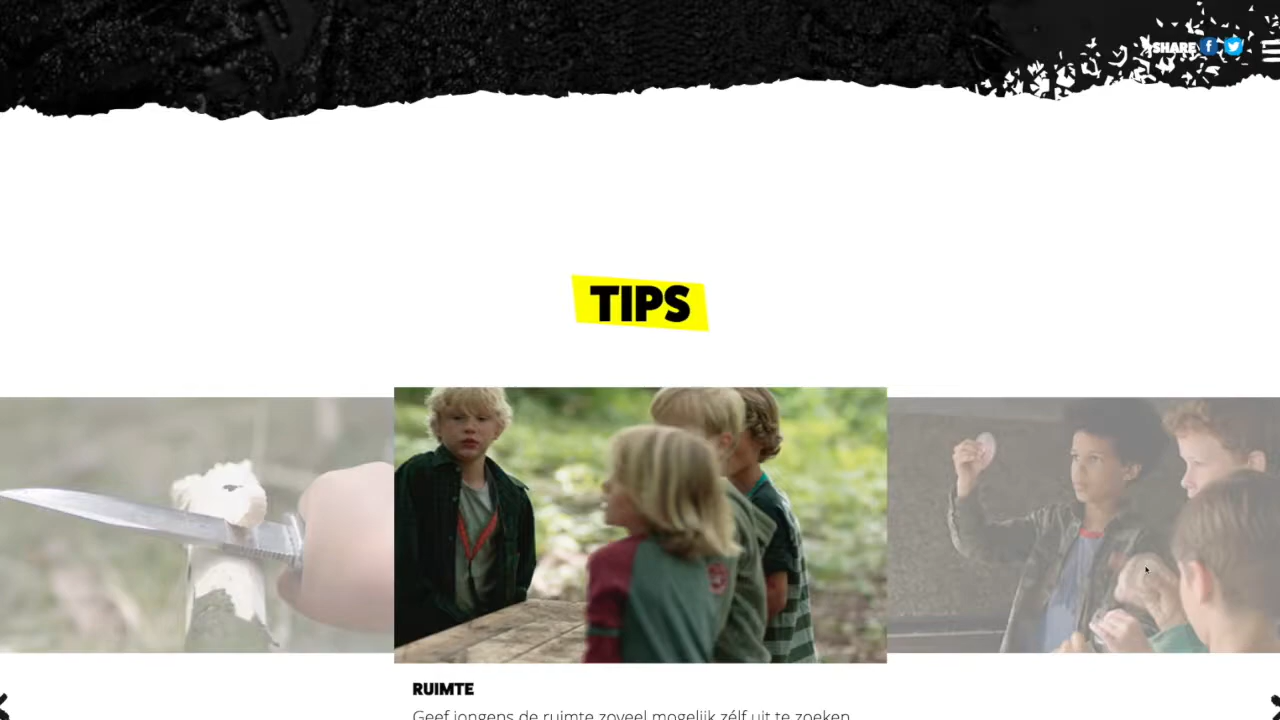 SHARE
TIPS
RUIMTE
Geef jongens de ruimte zoveel mogelijk zélf uit te zoeken